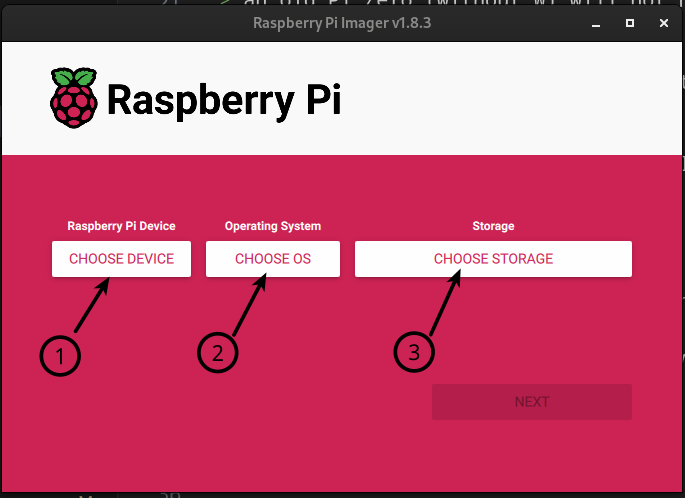 Raspberry Pi Imager v1.8.3
Raspberry Pi
Raspberry Pi Device
Operating System
Storage
CHOOSE DEVICE
CHOOSE OS
CHOOSE STORAGE
1
2
3
NEXT